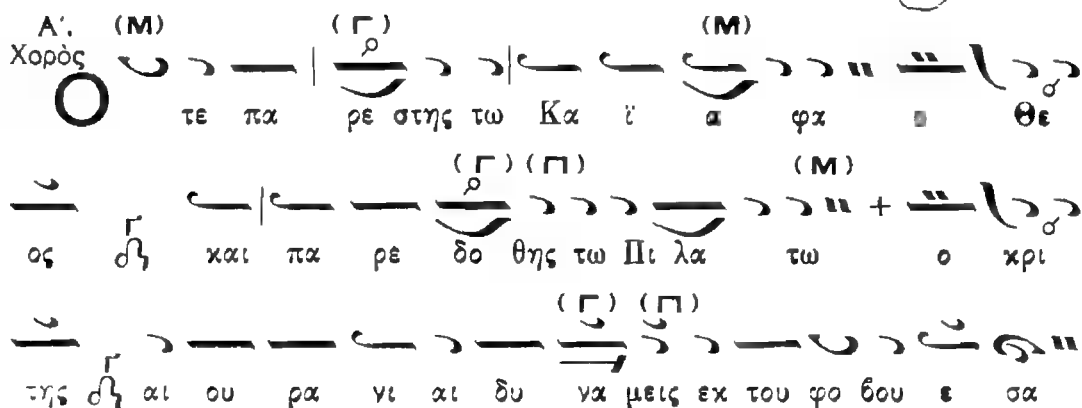 Α΄. (Μ) (Γ) (Μ)
Χορὸς
Ο τε πα ρε στης τω Κα ϊ α φα ο Θε
(Γ) (Π) (Μ)
ος Γ και πα ρε δο θης τω Πι λα τω ο κρι
(Γ) (Π)
της Γ αι ου ρα νι αι δυ να μεις εκ του φο βου ε σα